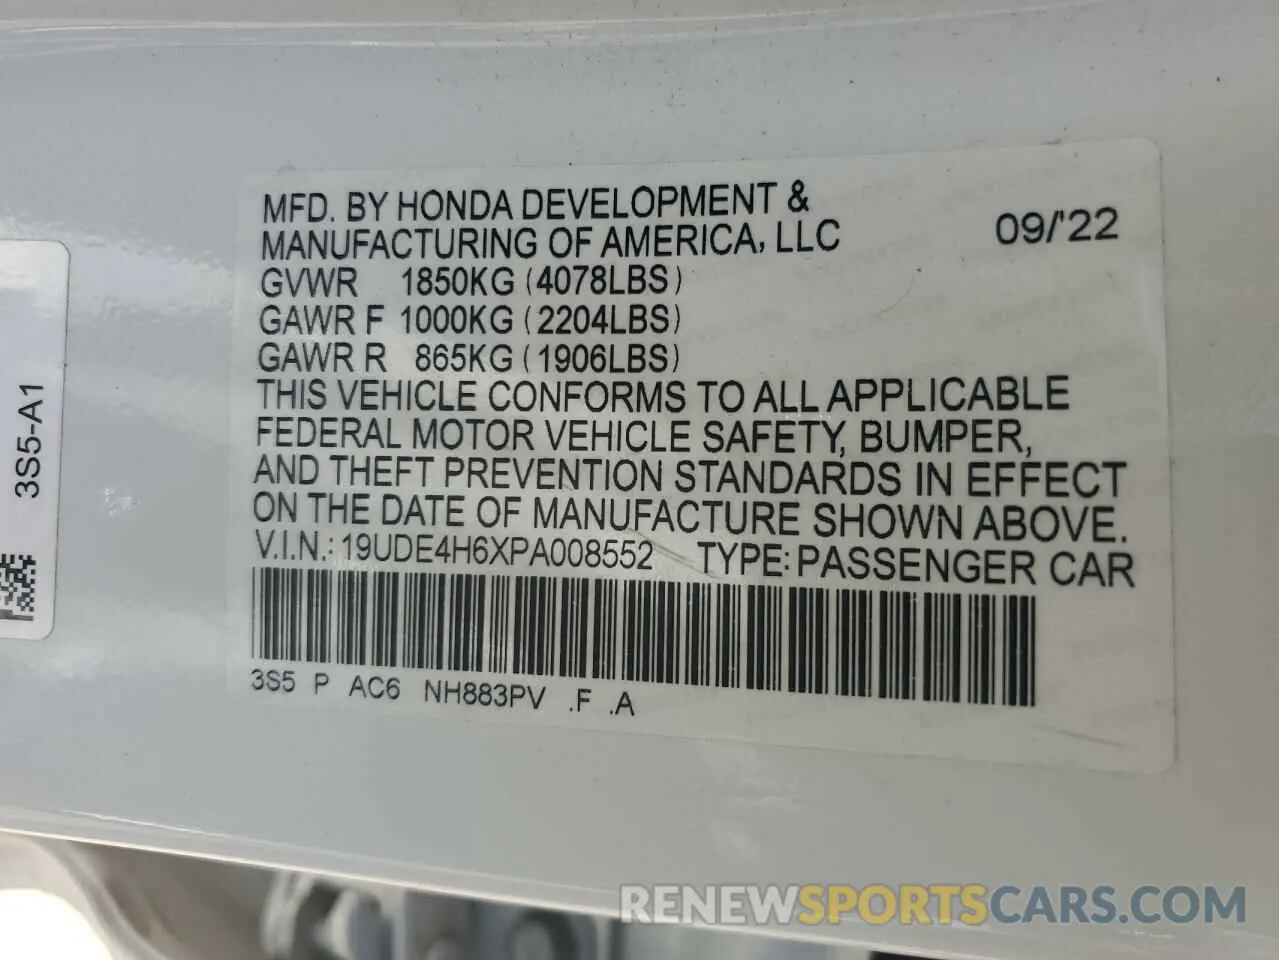 MFD. BY HONDA DEVELOPMENT &
MANUFACTURING OF AMERICA, LLC 09/'22
GVWR 1850KG (4078LBS)
GAWR F 1000KG (2204LBS)
GAWR R 865KG (1906LBS)
THIS VEHICLE CONFORMS TO ALL APPLICABLE
FEDERAL MOTOR VEHICLE SAFETY, BUMPER,
AND THEFT PREVENTION STANDARDS IN EFFECT
ON THE DATE OF MANUFACTURE SHOWN ABOVE.
V.I.N.: 19UDE4H6XPA008552 TYPE: PASSENGER CAR
3S5 P AC6 NH883PV .F .A
3S5-A1
RENEWSPORTSCARS.COM